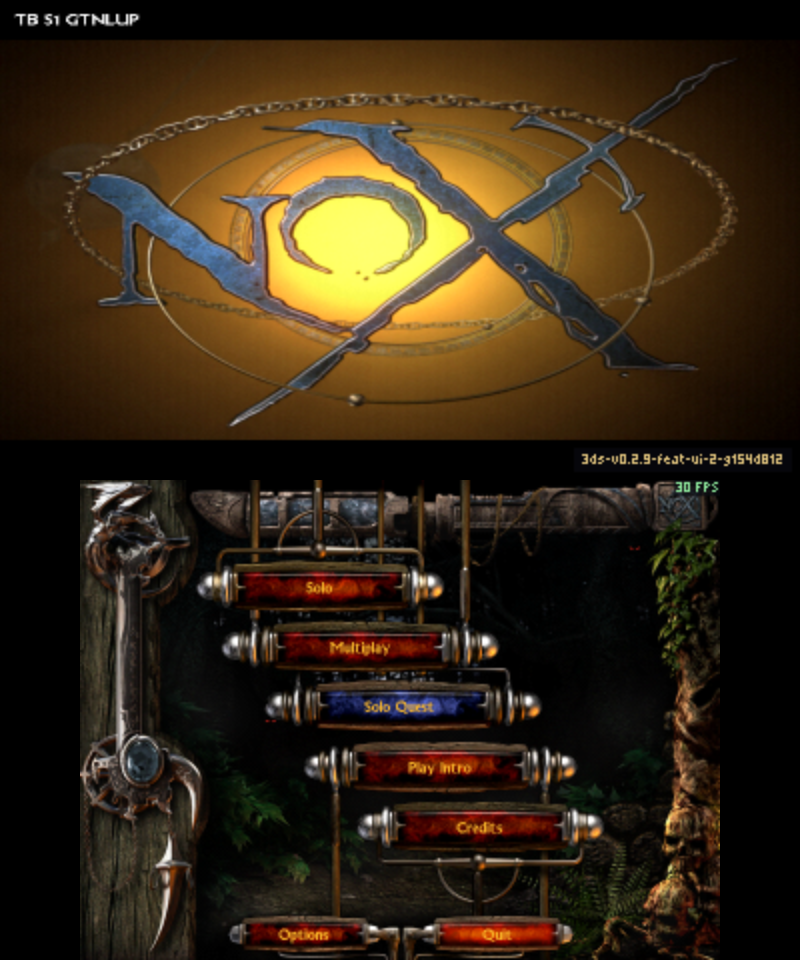 TB S1 GTNLUP
NOX
3ds-v0.2.9-feat-ui-2-g154d812
30 FPS
Solo
Multiplay
Solo Quest
Play Intro
Credits
Options
Quit